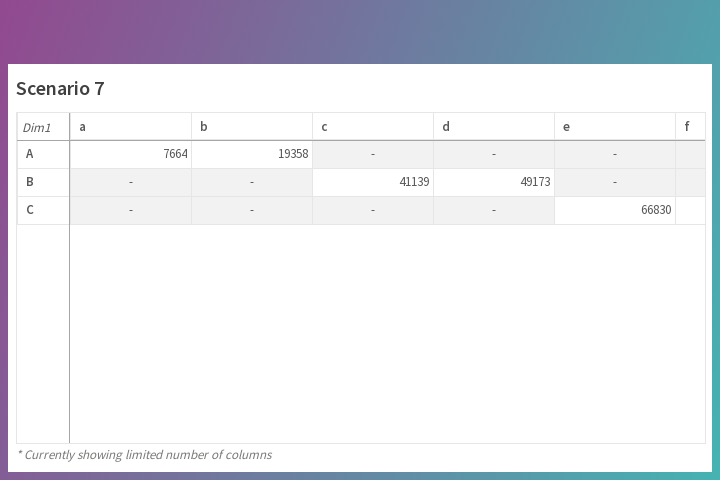 Scenario 7
Dim1 a b c d e f
A 7664 19358 - - -
B - - 41139 49173 -
C - - - - 66830
* Currently showing limited number of columns